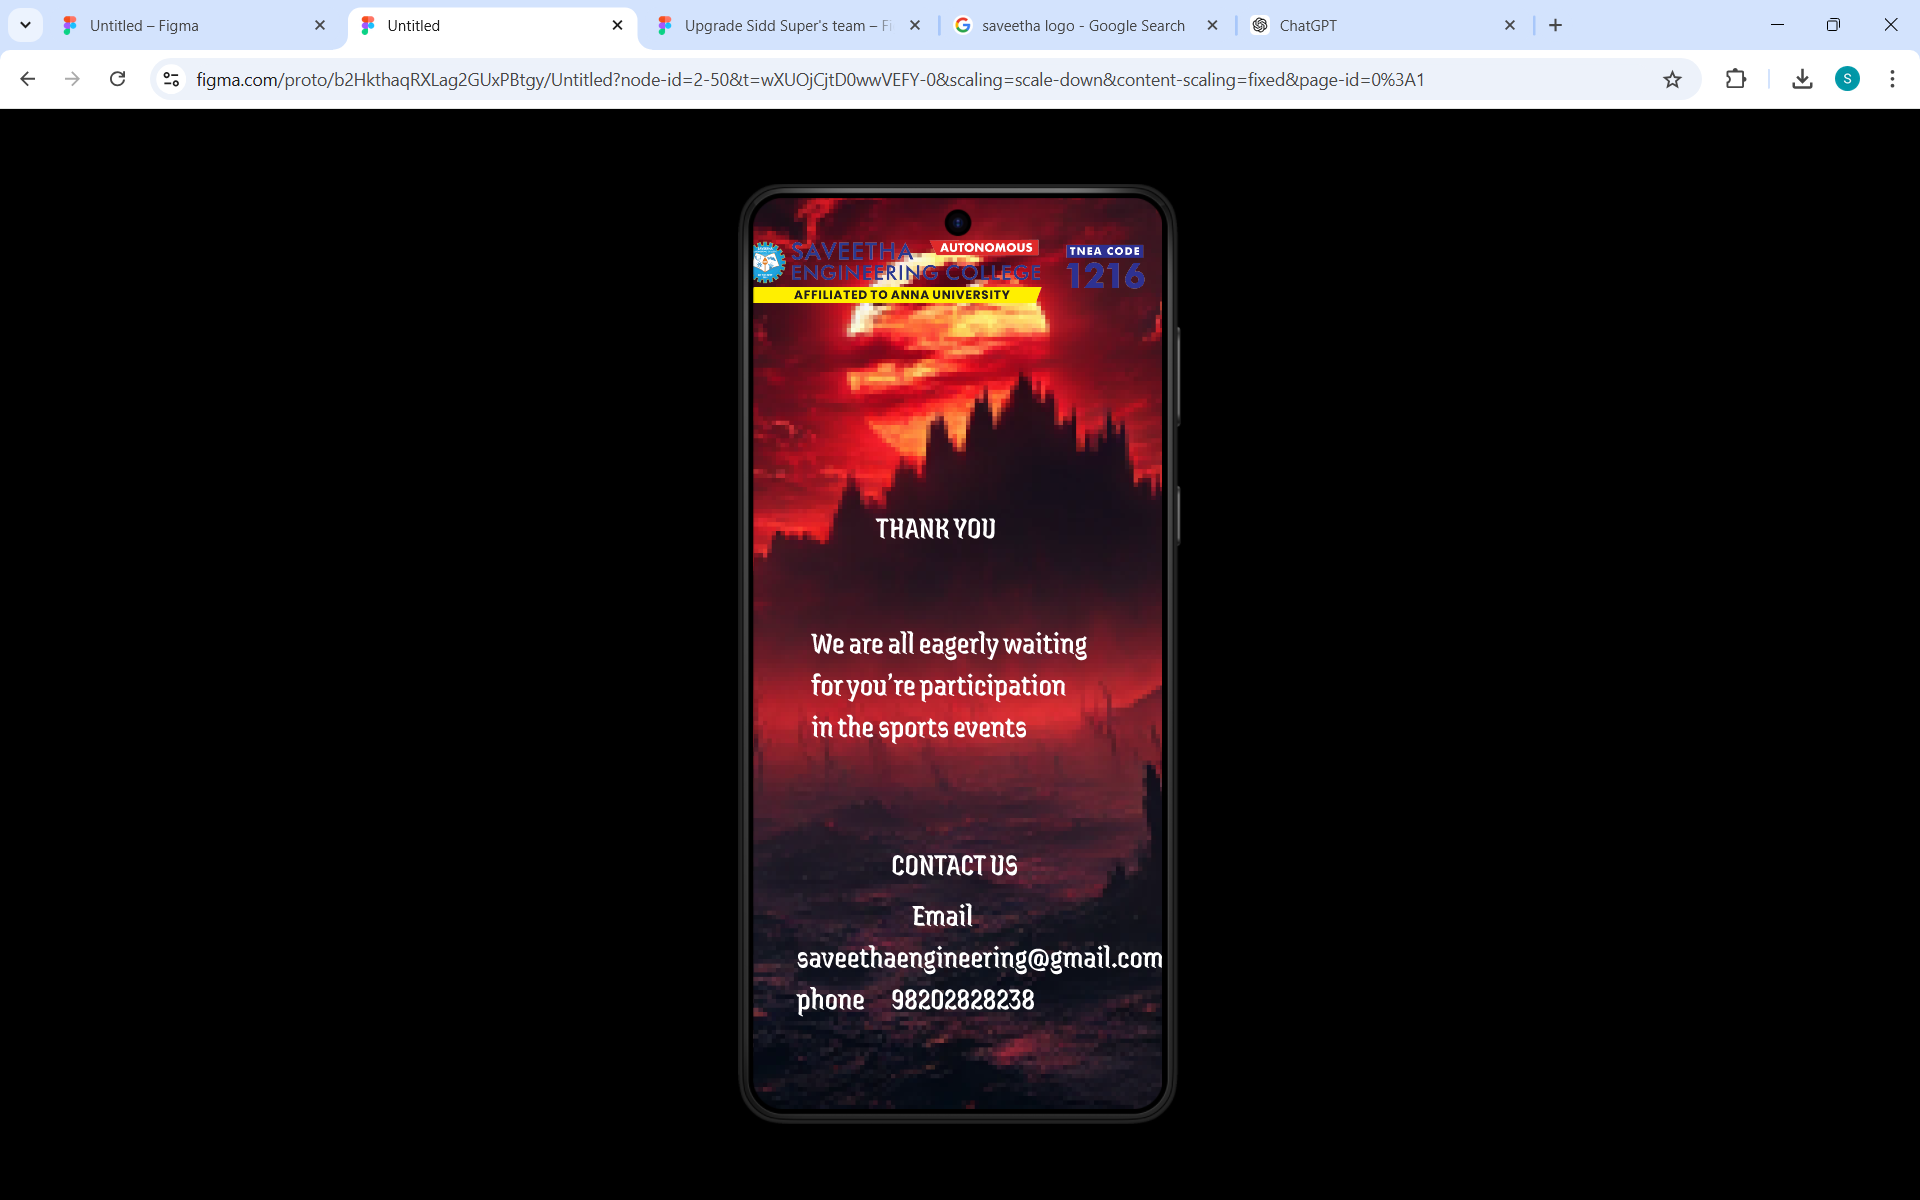 Untitled – Figma
Untitled
Upgrade Sidd Super's team – Fi
saveetha logo - Google Search
ChatGPT
figma.com/proto/b2HkthaqRXLag2GUxPBtgy/Untitled?node-id=2-50&t=wXUOjCjtD0wwVEFY-0&scaling=scale-down&content-scaling=fixed&page-id=0%3A1
S
SAVEETHA AUTONOMOUS
ENGINEERING COLLEGE
AFFILIATED TO ANNA UNIVERSITY
TNEA CODE
1216
THANK YOU
We are all eagerly waiting
for you’re participation
in the sports events
CONTACT US
Email
saveethaengineering@gmail.com
phone 98202828238